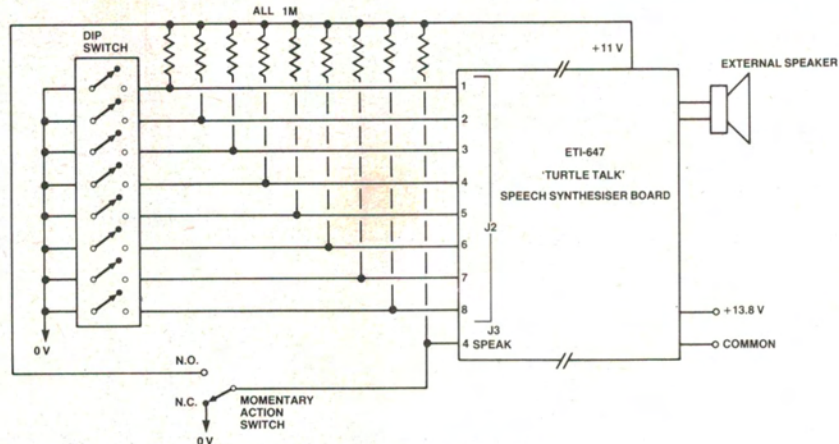 ALL 1M
DIP
SWITCH
+11 V
EXTERNAL SPEAKER
1
2
3
4
5
6
7
8
J2
ETI-647
'TURTLE TALK'
SPEECH SYNTHESISER BOARD
J3
4 SPEAK
+13.8 V
COMMON
0 V
N.O.
N.C.
MOMENTARY
ACTION
SWITCH
0 V